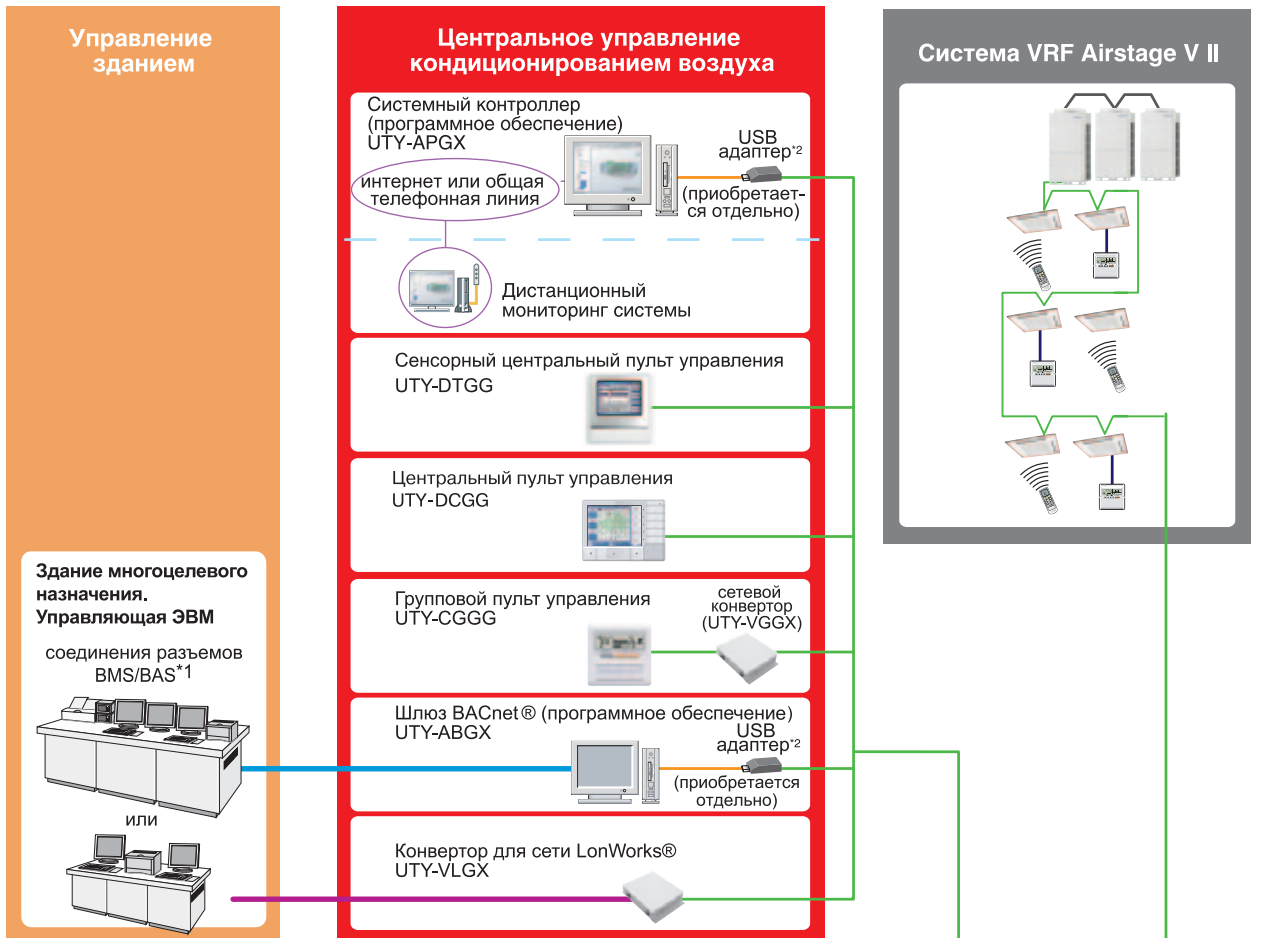 Управление
зданием
Здание многоцелевого
назначения.
Управляющая ЭВМ
соединения разъемов
BMS/BAS*1
или
Центральное управление
кондиционированием воздуха
Системный контроллер
(программное обеспечение)
UTY-APGX
интернет или общая
телефонная линия
USB
адаптер*2
(приобретает-
ся отдельно)
Дистанционный
мониторинг системы
Сенсорный центральный пульт управления
UTY-DTGG
Центральный пульт управления
UTY-DCGG
Групповой пульт управления
UTY-CGGG
сетевой
конвертор
(UTY-VGGX)
Шлюз BACnet® (программное обеспечение)
UTY-ABGX
USB
адаптер*2
(приобретается
отдельно)
Конвертор для сети LonWorks®
UTY-VLGX
Система VRF Airstage V II